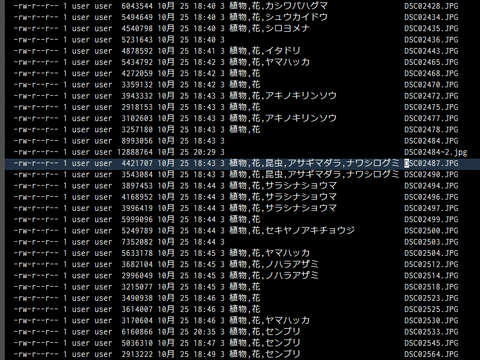 -rw-r--r-- 1 user user  6043544 10月 25 18:40 3 植物,花,カシワバハグマ DSC02428.JPG
-rw-r--r-- 1 user user  5494649 10月 25 18:40 3 植物,花,シュウカイドウ DSC02434.JPG
-rw-r--r-- 1 user user  4540798 10月 25 18:40 3 植物,花,シロヨメナ DSC02435.JPG
-rw-r--r-- 1 user user  5231643 10月 25 18:40 3 DSC02436.JPG
-rw-r--r-- 1 user user  4878592 10月 25 18:41 3 植物,花,イタドリ DSC02443.JPG
-rw-r--r-- 1 user user  5434792 10月 25 18:42 3 植物,花,ヤマハッカ DSC02465.JPG
-rw-r--r-- 1 user user  4272059 10月 25 18:42 3 植物,花 DSC02468.JPG
-rw-r--r-- 1 user user  3359132 10月 25 18:42 3 植物,花 DSC02470.JPG
-rw-r--r-- 1 user user  3943332 10月 25 18:42 3 植物,花,アキノキリンソウ DSC02472.JPG
-rw-r--r-- 1 user user  2918153 10月 25 18:43 3 植物,花 DSC02475.JPG
-rw-r--r-- 1 user user  3102603 10月 25 18:43 3 植物,花,アキノキリンソウ DSC02477.JPG
-rw-r--r-- 1 user user  3257180 10月 25 18:43 3 植物,花 DSC02478.JPG
-rw-r--r-- 1 user user  8993056 10月 25 18:43 3 DSC02484.JPG
-rw-r--r-- 1 user user 12888764 10月 25 20:29 3 DSC02484~2.jpg
-rw-r--r-- 1 user user  4421707 10月 25 18:43 3 植物,花,昆虫,アサギマダラ,ナワシログミ DSC02487.JPG
-rw-r--r-- 1 user user  3543084 10月 25 18:43 3 植物,花,昆虫,アサギマダラ,ナワシログミ DSC02490.JPG
-rw-r--r-- 1 user user  3897453 10月 25 18:44 3 植物,花,サラシナショウマ DSC02494.JPG
-rw-r--r-- 1 user user  4168952 10月 25 18:44 3 植物,花,サラシナショウマ DSC02496.JPG
-rw-r--r-- 1 user user  3996419 10月 25 18:44 3 植物,花,サラシナショウマ DSC02497.JPG
-rw-r--r-- 1 user user  5999096 10月 25 18:44 3 植物,花 DSC02499.JPG
-rw-r--r-- 1 user user  5249789 10月 25 18:44 3 植物,花,セキヤノアキチョウジ DSC02500.JPG
-rw-r--r-- 1 user user  7352082 10月 25 18:44 3 DSC02503.JPG
-rw-r--r-- 1 user user  5633178 10月 25 18:45 3 植物,花,ヤマハッカ DSC02504.JPG
-rw-r--r-- 1 user user  3682104 10月 25 18:45 3 植物,花,ノハラアザミ DSC02512.JPG
-rw-r--r-- 1 user user  2996049 10月 25 18:45 3 植物,花,ノハラアザミ DSC02514.JPG
-rw-r--r-- 1 user user  3215077 10月 25 18:45 3 植物,花 DSC02518.JPG
-rw-r--r-- 1 user user  3490938 10月 25 18:46 3 植物,花 DSC02523.JPG
-rw-r--r-- 1 user user  3614007 10月 25 18:46 3 植物,花 DSC02525.JPG
-rw-r--r-- 1 user user  3170604 10月 25 18:46 3 植物,花,ヤマハッカ DSC02530.JPG
-rw-r--r-- 1 user user  6160866 10月 25 20:35 3 植物,花,センブリ DSC02533.JPG
-rw-r--r-- 1 user user  5036310 10月 25 18:47 3 植物,花,センブリ DSC02545.JPG
-rw-r--r-- 1 user user  2913222 10月 25 18:49 3 植物,花,センブリ DSC02564.JPG